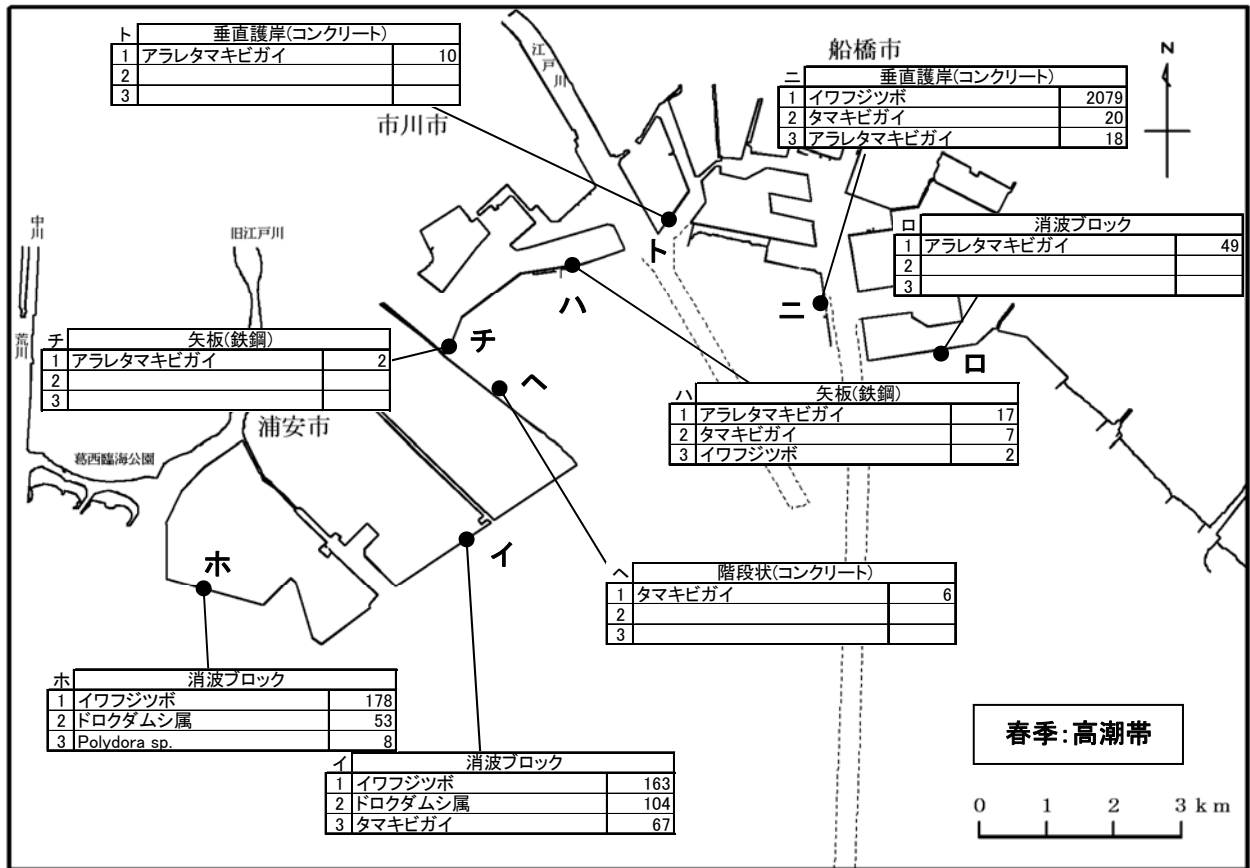 ト 垂直護岸(コンクリート)
1 アラレタマキビガイ 10
2
3
江戸川
船橋市
N
ニ 垂直護岸(コンクリート)
1 イワフジツボ 2079
2 タマキビガイ 20
3 アラレタマキビガイ 18
市川市
中川
旧江戸川
ロ 消波ブロック
1 アラレタマキビガイ 49
2
3
ト
ハ
ニ
荒川
チ 矢板(鉄鋼)
1 アラレタマキビガイ 2
2
3
チ
ロ
ヘ
ハ 矢板(鉄鋼)
1 アラレタマキビガイ 17
2 タマキビガイ 7
3 イワフジツボ 2
浦安市
葛西臨海公園
イ
ホ
ヘ 階段状(コンクリート)
1 タマキビガイ 6
2
3
ホ 消波ブロック
1 イワフジツボ 178
2 ドロクダムシ属 53
3 Polydora sp. 8
春季：高潮帯
イ 消波ブロック
1 イワフジツボ 163
2 ドロクダムシ属 104
3 タマキビガイ 67
0 1 2 3 km